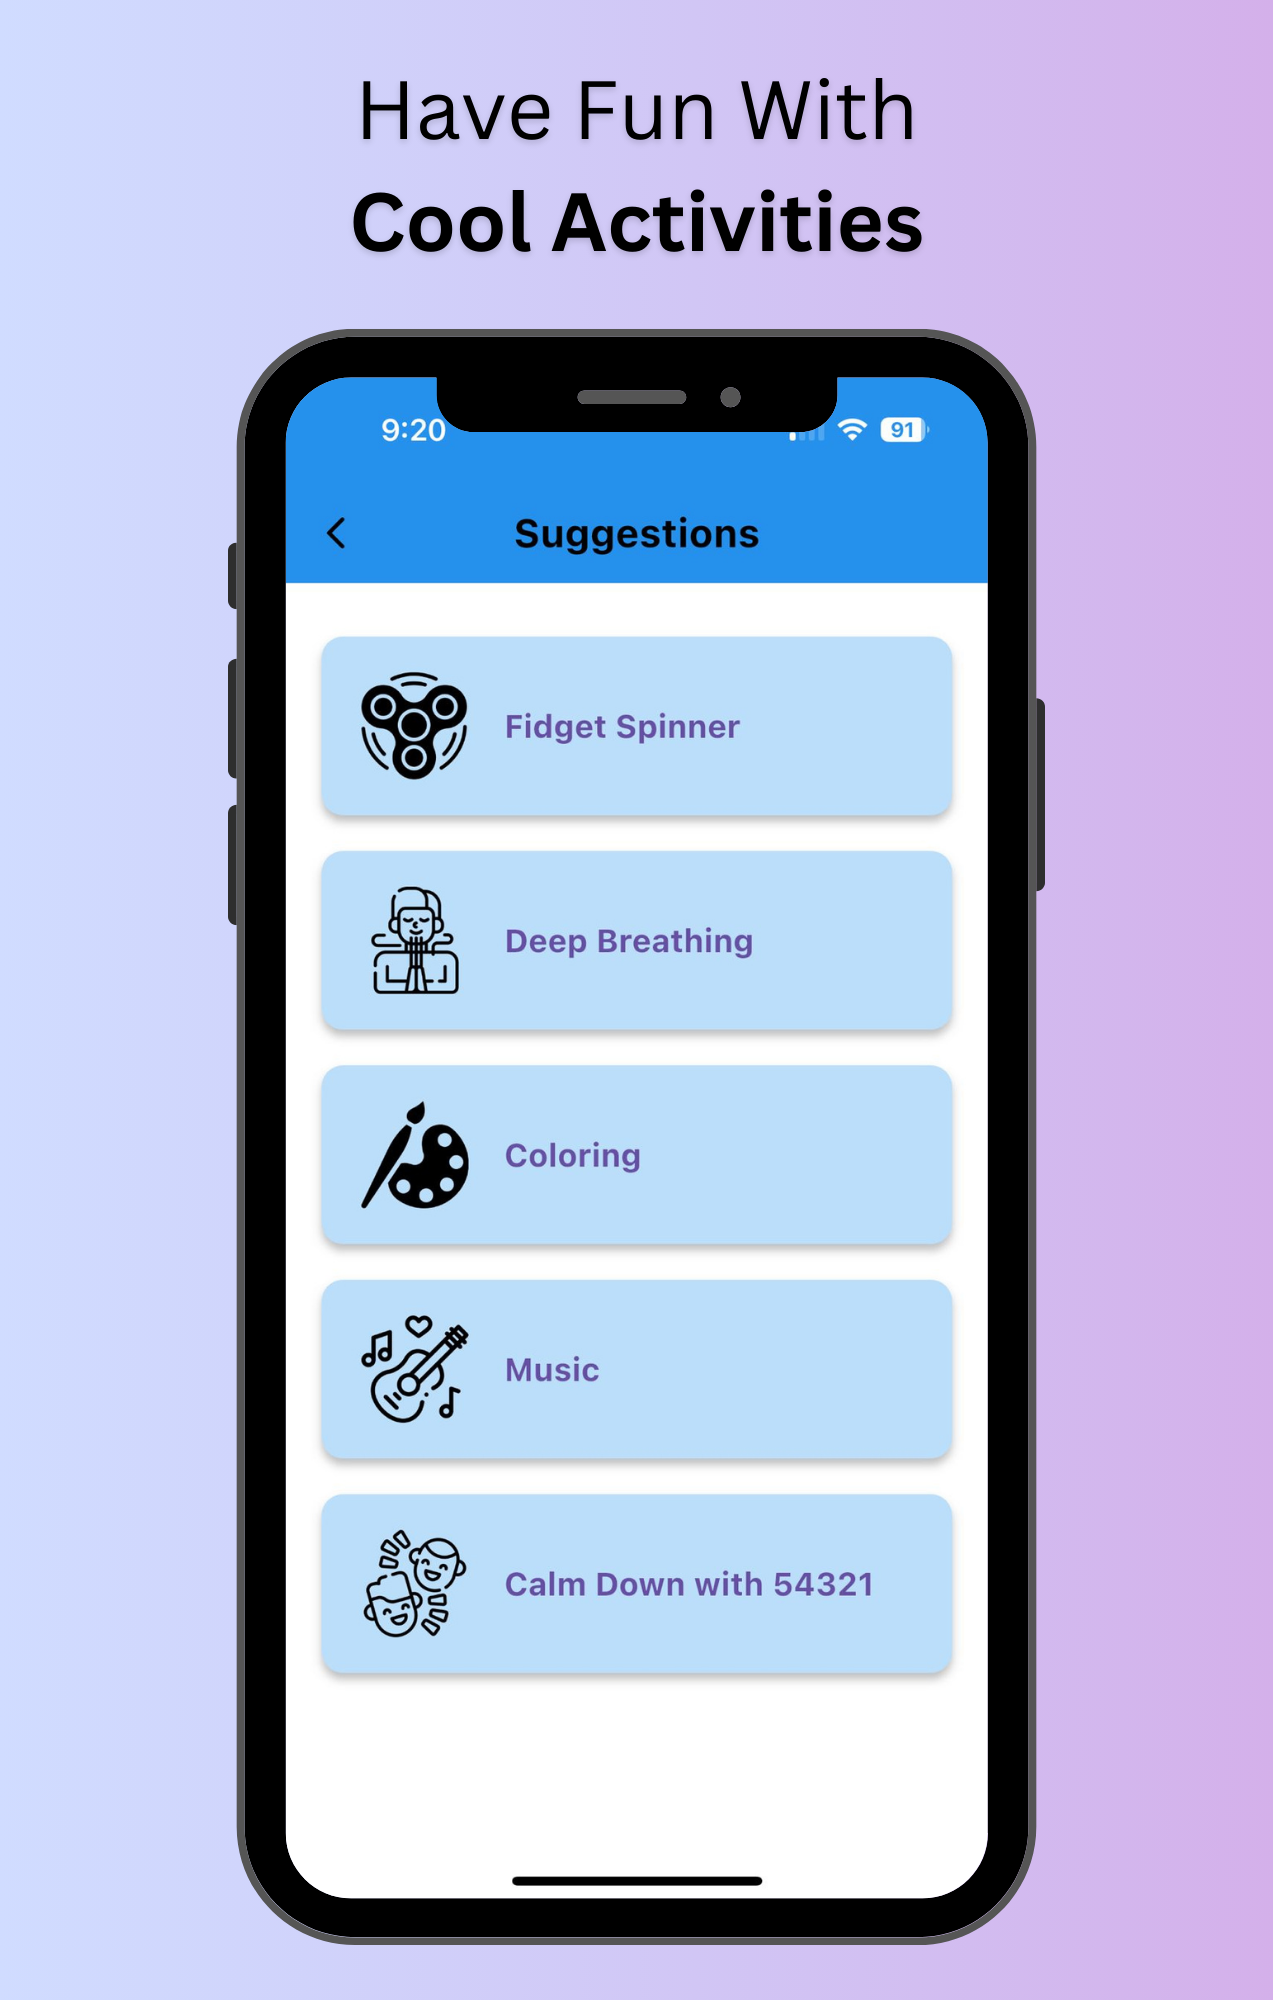 Have Fun With
Cool Activities
9:20
91
Suggestions
Fidget Spinner
Deep Breathing
Coloring
Music
Calm Down with 54321